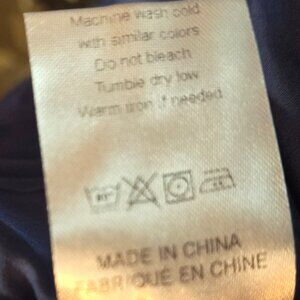 Machine wash cold
with similar colors
Do not bleach
Tumble dry low
Warm iron if needed
MADE IN CHINA
FABRIQUÉ EN CHINE